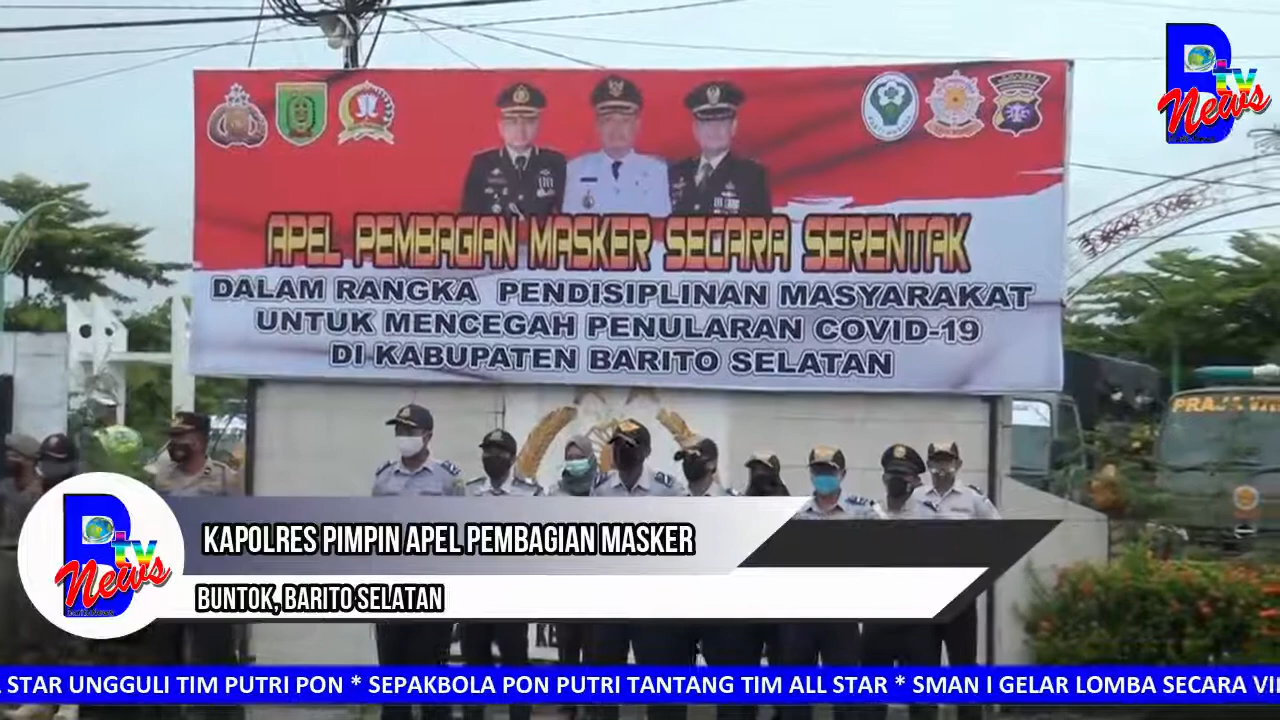 B tv
News
APEL PEMBAGIAN MASKER SECARA SERENTAK
DALAM RANGKA PENDISIPLINAN MASYARAKAT
UNTUK MENCEGAH PENULARAN COVID-19
DI KABUPATEN BARITO SELATAN
PRAJA
B tv
News
KAPOLRES PIMPIN APEL PEMBAGIAN MASKER
BUNTOK, BARITO SELATAN
STAR UNGGULI TIM PUTRI PON * SEPAKBOLA PON PUTRI TANTANG TIM ALL STAR * SMAN I GELAR LOMBA SECARA